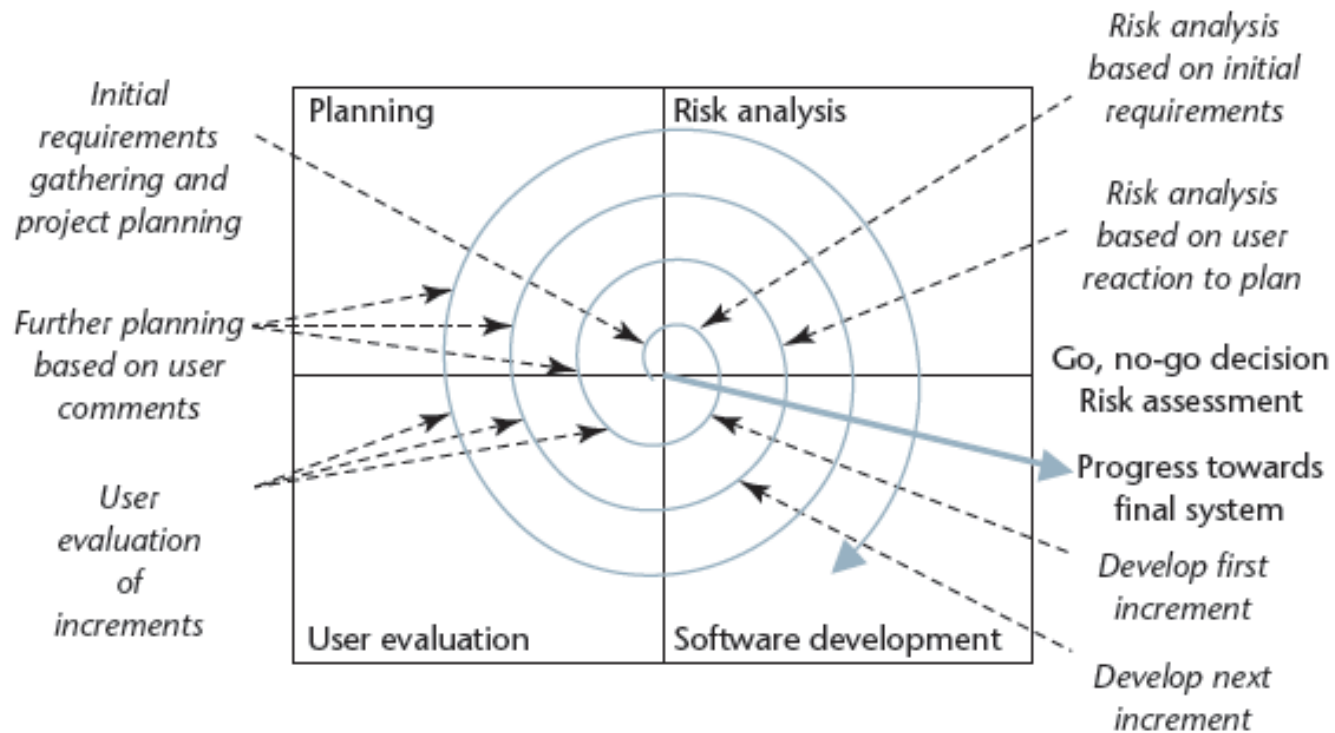 Initial
requirements
gathering and
project planning
Further planning
based on user
comments
User
evaluation
of
increments
Planning
Risk analysis
User evaluation
Software development
Risk analysis
based on initial
requirements
Risk analysis
based on user
reaction to plan
Go, no-go decision
Risk assessment
Progress towards
final system
Develop first
increment
Develop next
increment